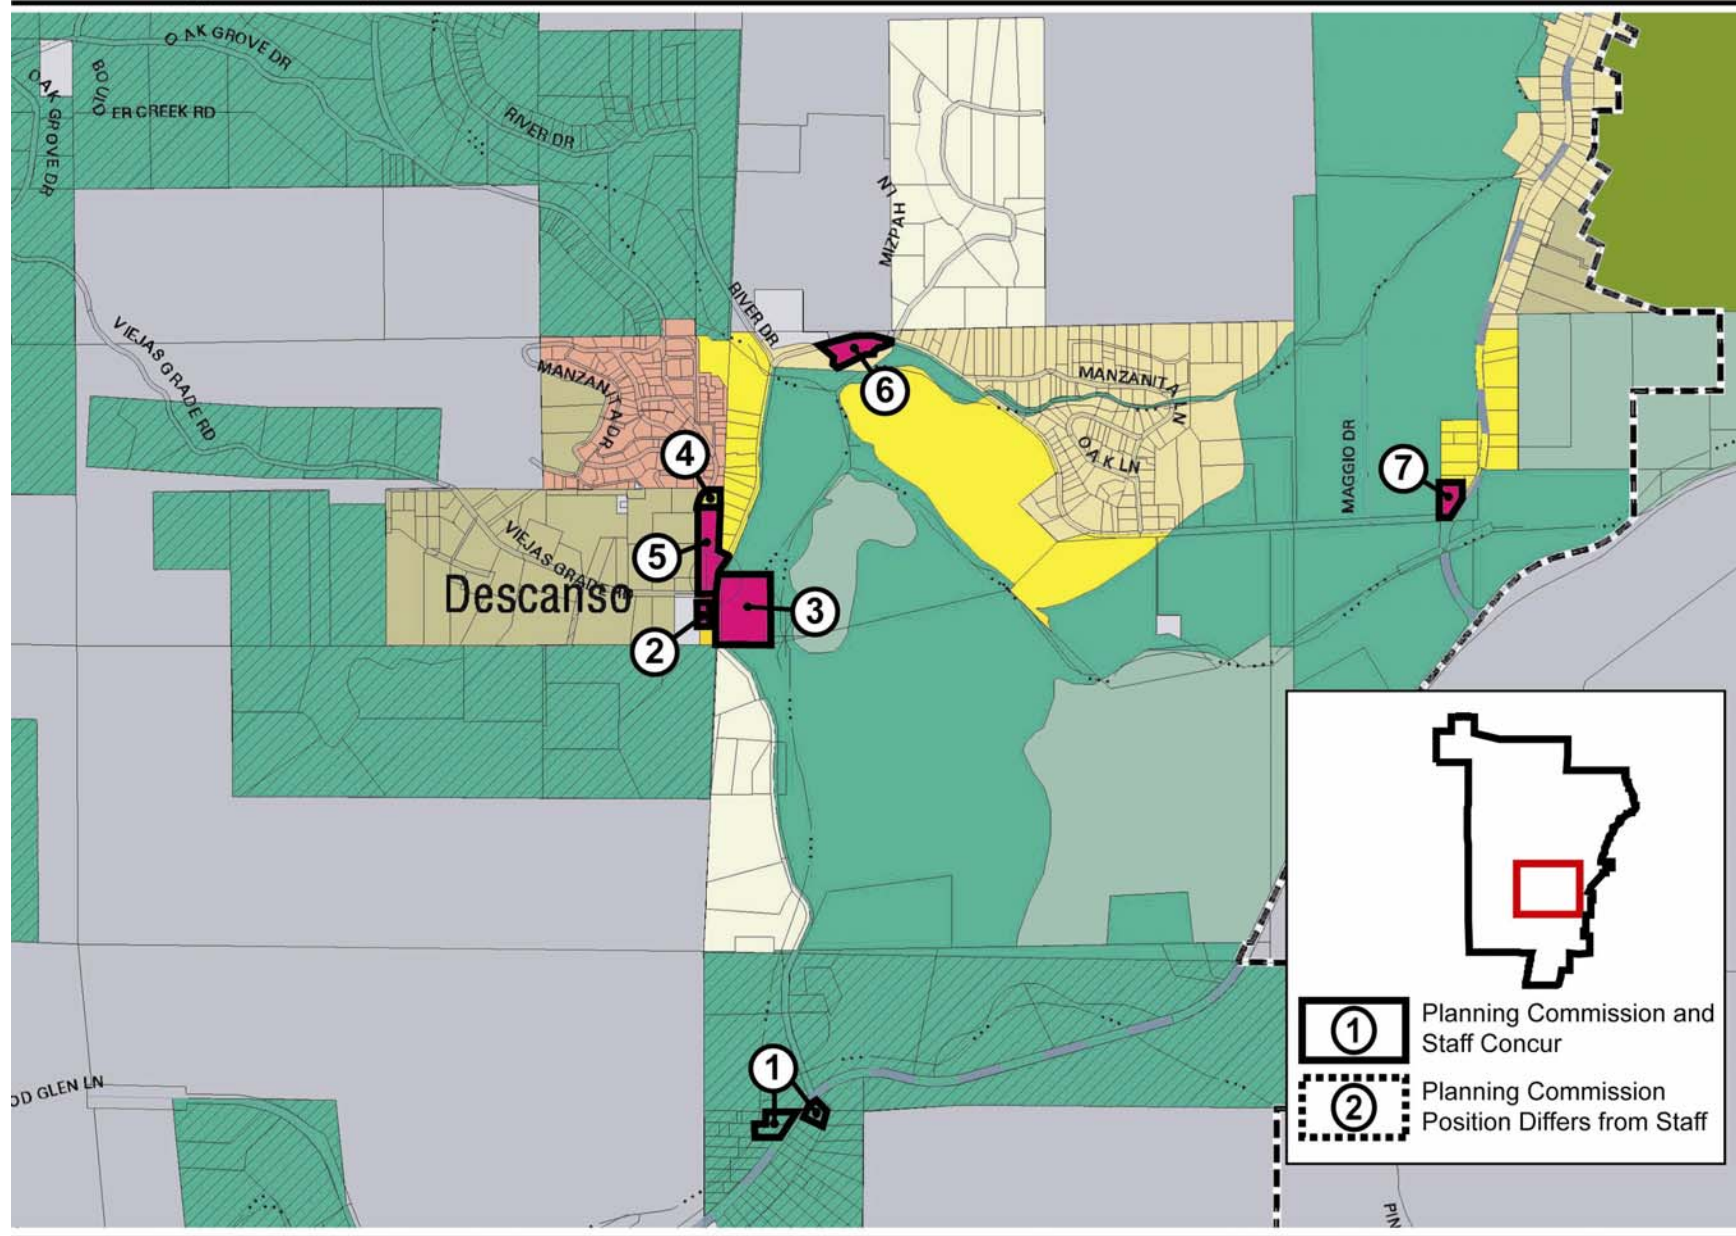 OAK GROVE DR
OAK GROVE DR
BOULD
ER CREEK RD
RIVER DR
MIZPAH LN
RIVER DR
VIEJAS GRADE RD
MANZANITA DR
6
MANZANITA LN
OAK LN
MAGGIO DR
4
7
5
VIEJAS GRADE RD
Descanso
3
2
1
OD GLEN LN
1
Planning Commission and
Staff Concur
2
Planning Commission
Position Differs from Staff
PIN